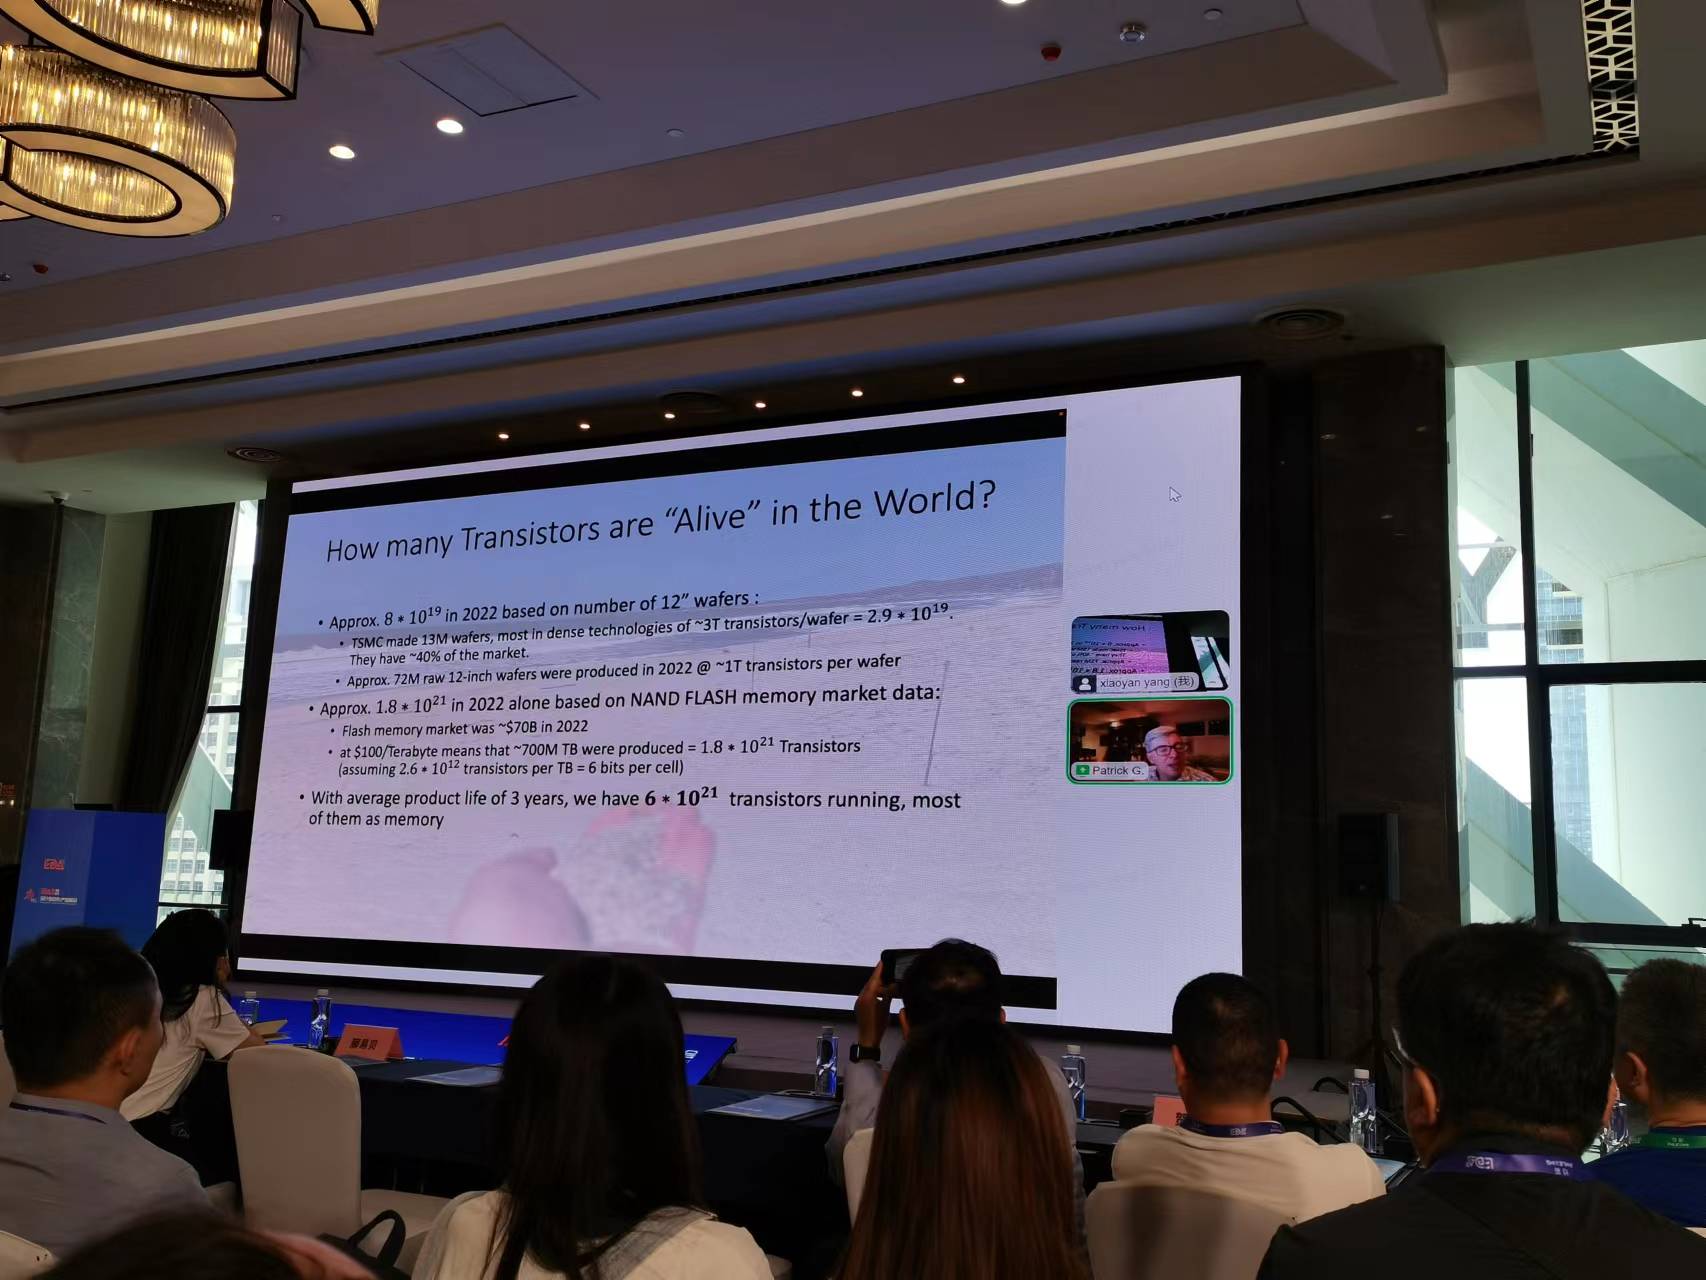 How many Transistors are “Alive” in the World?
• Approx. 8 * 10^19 in 2022 based on number of 12” wafers :
• TSMC made 13M wafers, most in dense technologies of ~3T transistors/wafer = 2.9 * 10^19.
They have ~40% of the market.
• Approx. 72M raw 12-inch wafers were produced in 2022 @ ~1T transistors per wafer
• Approx. 1.8 * 10^21 in 2022 alone based on NAND FLASH memory market data:
• Flash memory market was ~$70B in 2022
• at $100/Terabyte means that ~700M TB were produced = 1.8 * 10^21 Transistors
(assuming 2.6 * 10^12 transistors per TB = 6 bits per cell)
• With average product life of 3 years, we have 6 * 10^21 transistors running, most
of them as memory
xiaoyan yang (我)
Patrick G.
EDA